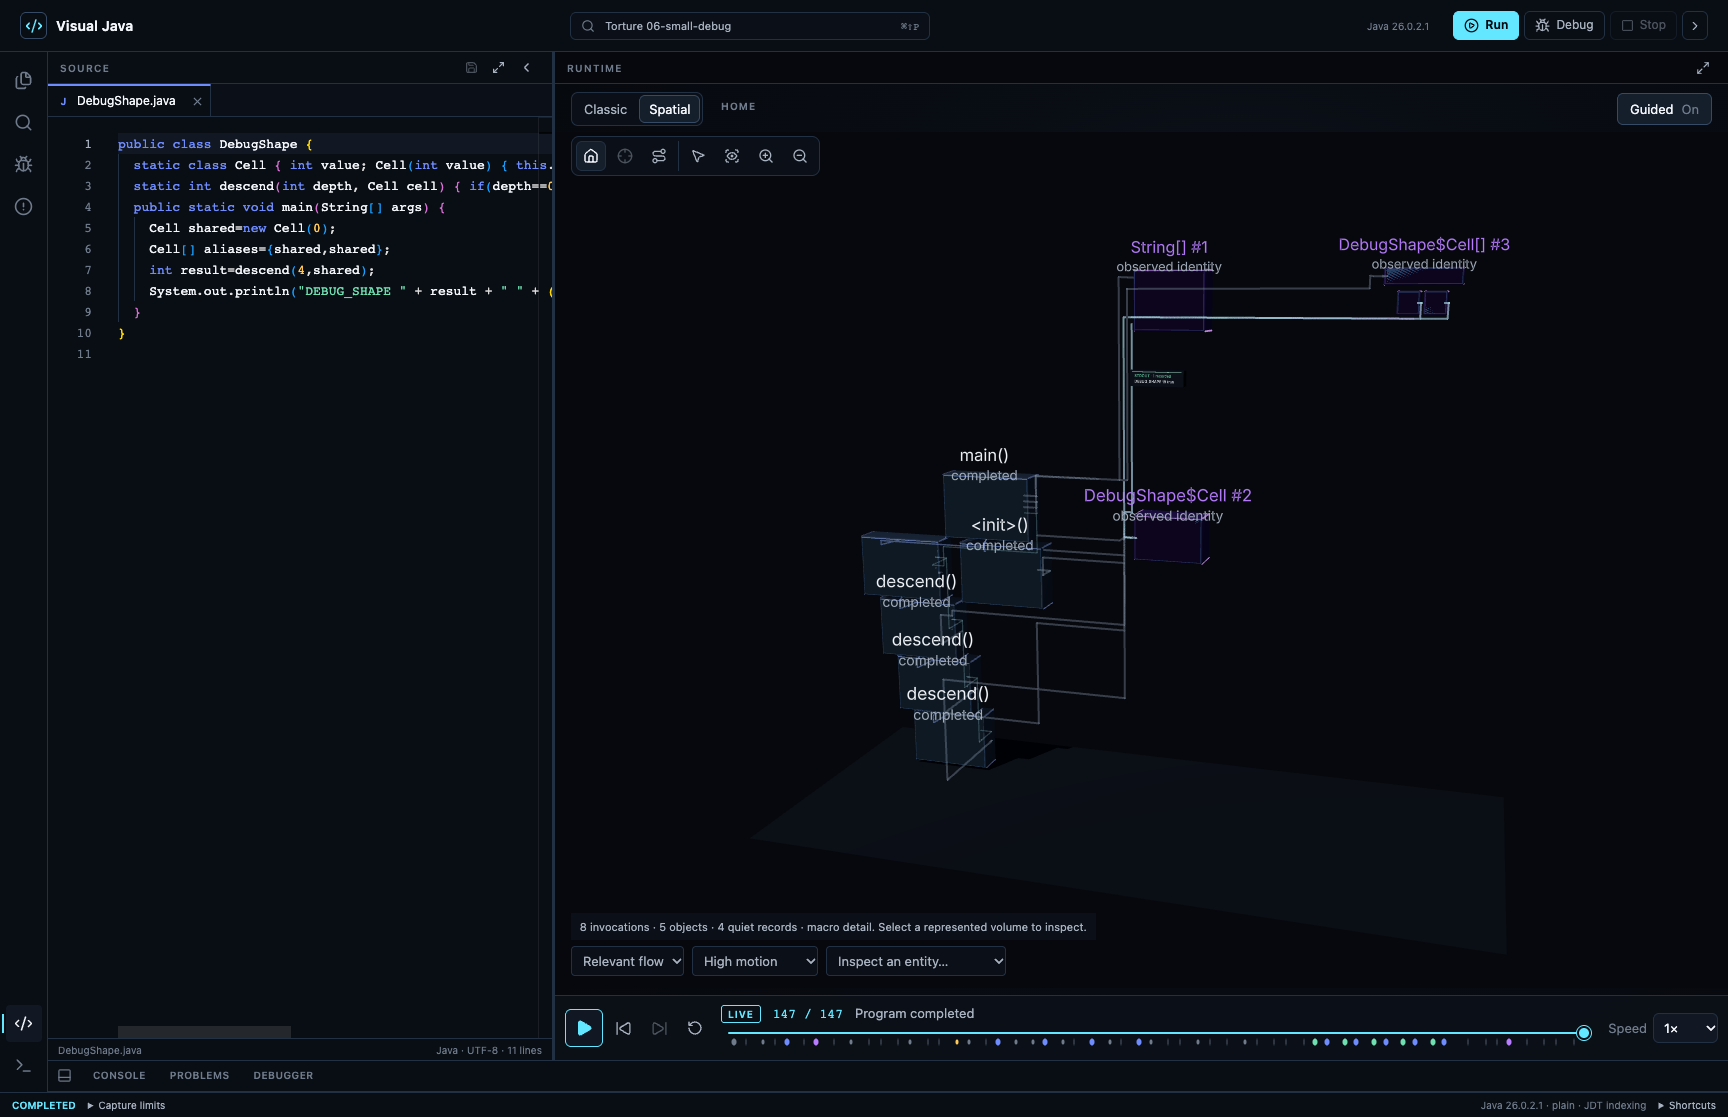 Visual Java
Torture 06-small-debug
⌘⇧P
Java 26.0.2.1
Run
Debug
Stop
SOURCE
J DebugShape.java
1 public class DebugShape {
2 static class Cell { int value; Cell(int value) { this.
3 static int descend(int depth, Cell cell) { if(depth==0
4 public static void main(String[] args) {
5 Cell shared=new Cell(0);
6 Cell[] aliases={shared,shared};
7 int result=descend(4,shared);
8 System.out.println("DEBUG_SHAPE " + result + " " + (
9 }
10 }
11
DebugShape.java
Java · UTF-8 · 11 lines
RUNTIME
Classic
Spatial
HOME
Guided On
String[] #1
observed identity
DebugShape$Cell[] #3
observed identity
main()
completed
DebugShape$Cell #2
observed identity
<init>()
completed
descend()
completed
descend()
completed
descend()
completed
8 invocations · 5 objects · 4 quiet records · macro detail. Select a represented volume to inspect.
Relevant flow
High motion
Inspect an entity...
LIVE
147 / 147
Program completed
Speed
1×
CONSOLE
PROBLEMS
DEBUGGER
COMPLETED
Capture limits
Java 26.0.2.1 · plain · JDT indexing
Shortcuts